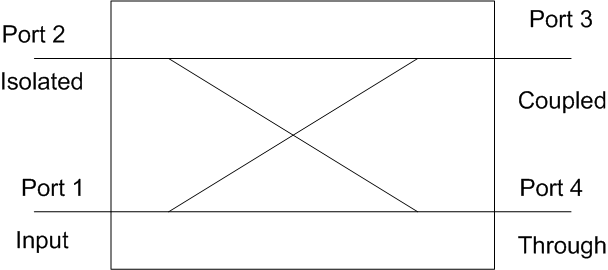 Port 2
Port 3
Isolated
Coupled
Port 1
Port 4
Input
Through